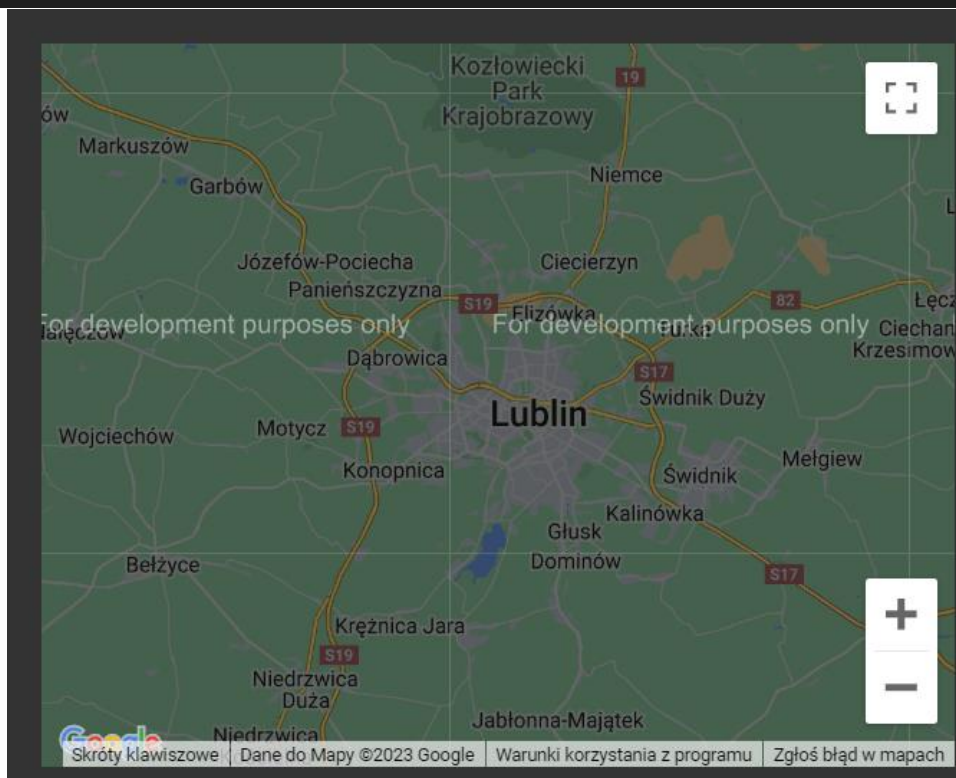 Kozłowiecki
Park
Krajobrazowy
19
ów
Markuszów
Garbów
Niemce
Józefów-Pociecha
Ciecierzyn
Panieńszczyzna
S19
Elizówka
82
Łęcz
For development purposes only
For development purposes only
Nałęczów
Turka
Ciechan
Krzesimow
Dąbrowica
S17
Świdnik Duży
Lublin
Wojciechów
Motycz
S19
Konopnica
Mełgiew
Świdnik
Kalinówka
Głusk
Dominów
Bełżyce
S17
Krężnica Jara
S19
Niedrzwica
Duża
Jabłonna-Majątek
Niedrzwica
Google
Skróty klawiszowe
Dane do Mapy ©2023 Google
Warunki korzystania z programu
Zgłoś błąd w mapach